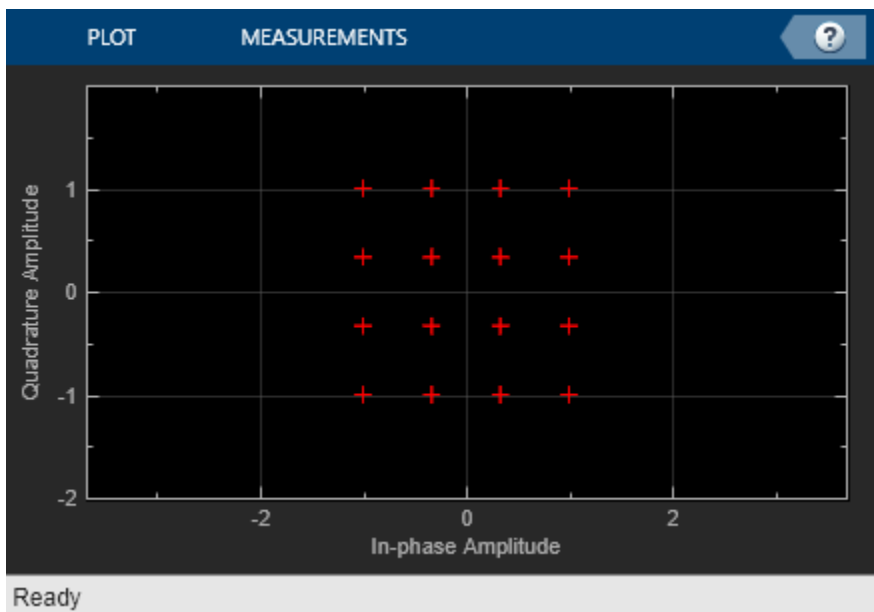 PLOT MEASUREMENTS ?
Quadrature Amplitude
1
0
-1
-2
-2 0 2
In-phase Amplitude
Ready